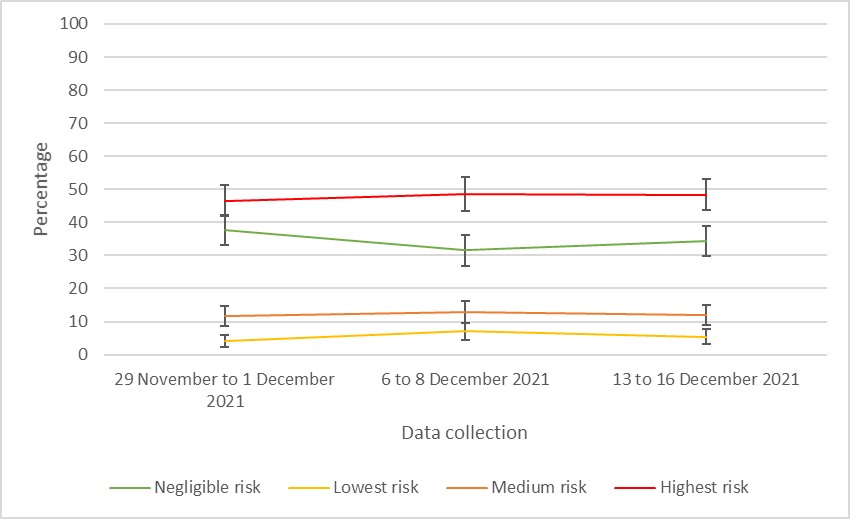 100
90
80
70
60
50
40
30
20
10
0
Percentage
29 November to 1 December
2021
6 to 8 December 2021
13 to 16 December 2021
Data collection
Negligible risk
Lowest risk
Medium risk
Highest risk